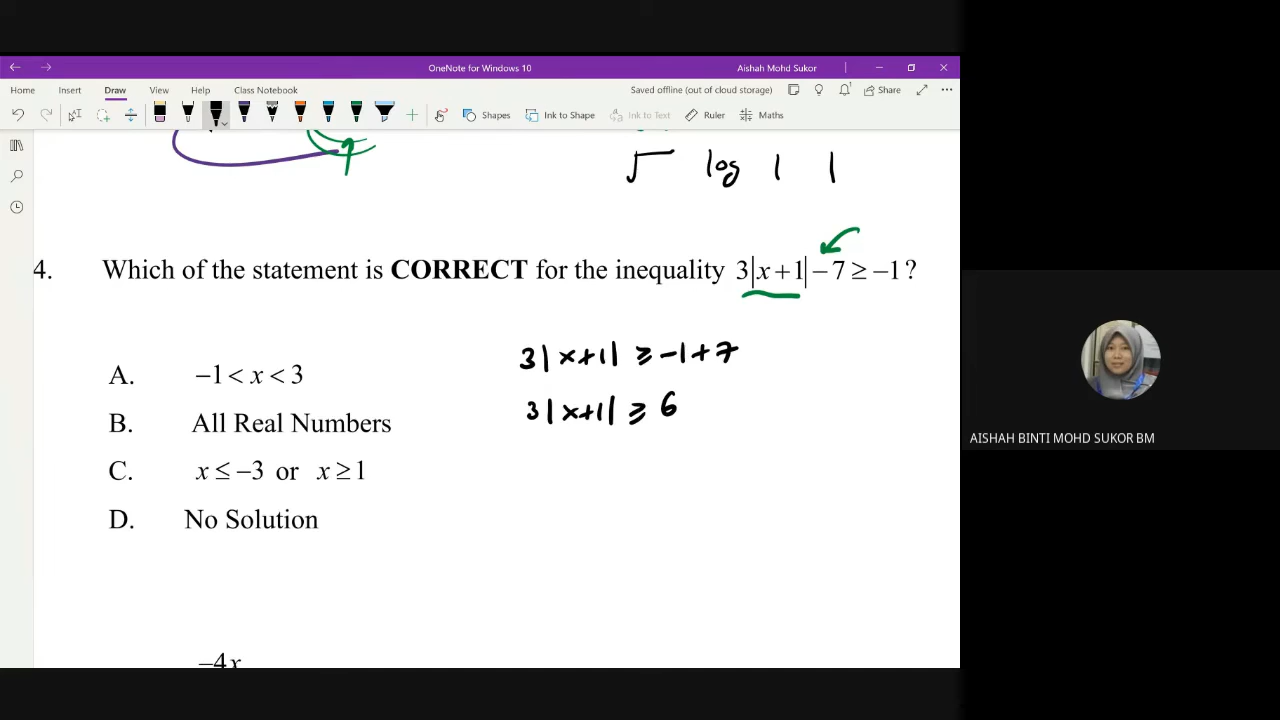 OneNote for Windows 10
Aishah Mohd Sukor
Home Insert Draw View Help Class Notebook
Saved offline (out of cloud storage) Share
Shapes Ink to Shape Ink to Text Ruler Maths
√ log | |
4. Which of the statement is CORRECT for the inequality 3|x+1|−7≥−1?
A. −1<x<3
B. All Real Numbers
C. x≤−3 or x≥1
D. No Solution
3|x+1| ≥ -1+7
3|x+1| ≥ 6
−4x
AISHAH BINTI MOHD SUKOR BM